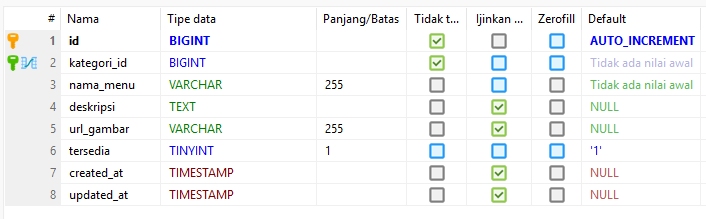 # Nama Tipe data Panjang/Batas Tidak t... Ijinkan ... Zerofill Default
1 id BIGINT AUTO_INCREMENT
2 kategori_id BIGINT Tidak ada nilai awal
3 nama_menu VARCHAR 255 Tidak ada nilai awal
4 deskripsi TEXT NULL
5 url_gambar VARCHAR 255 NULL
6 tersedia TINYINT 1 '1'
7 created_at TIMESTAMP NULL
8 updated_at TIMESTAMP NULL